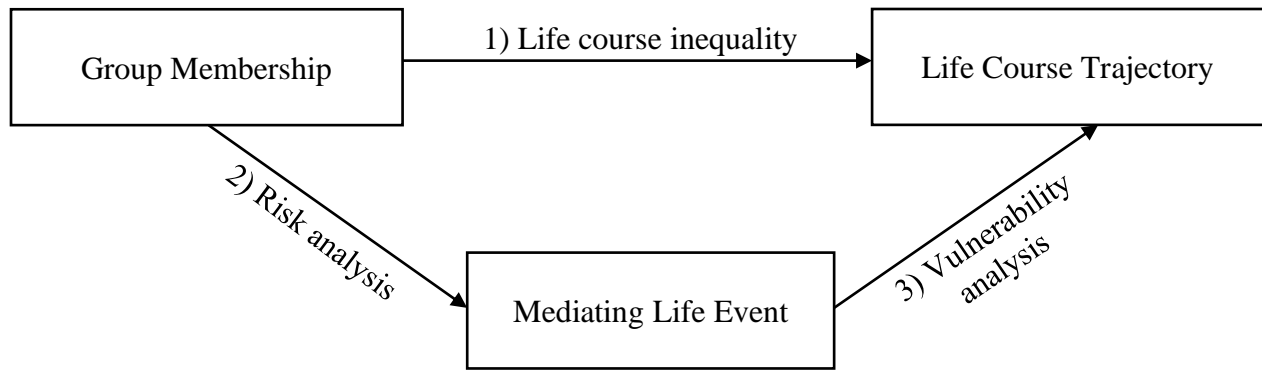 1) Life course inequality
Group Membership
Life Course Trajectory
2) Risk analysis
3) Vulnerability
analysis
Mediating Life Event